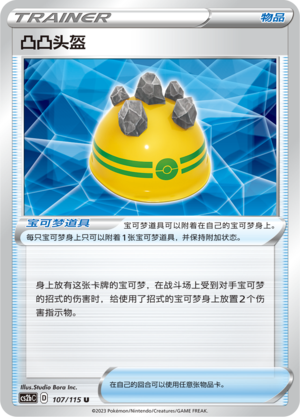 TRAINER 物品
凸凸头盔
宝可梦道具 宝可梦道具可以附着在自己的宝可梦身上。
每只宝可梦身上只可以附着1张宝可梦道具，并保持附加状态。
身上放有这张卡牌的宝可梦，在战斗场上受到对手宝可梦
的招式的伤害时，给使用了招式的宝可梦身上放置2个伤
害指示物。
Illus.Studio Bora Inc.
CS2bC D 107/115 U
在自己的回合可以使用任意张物品卡。
©2023 Pokémon/Nintendo/Creatures/GAME FREAK.